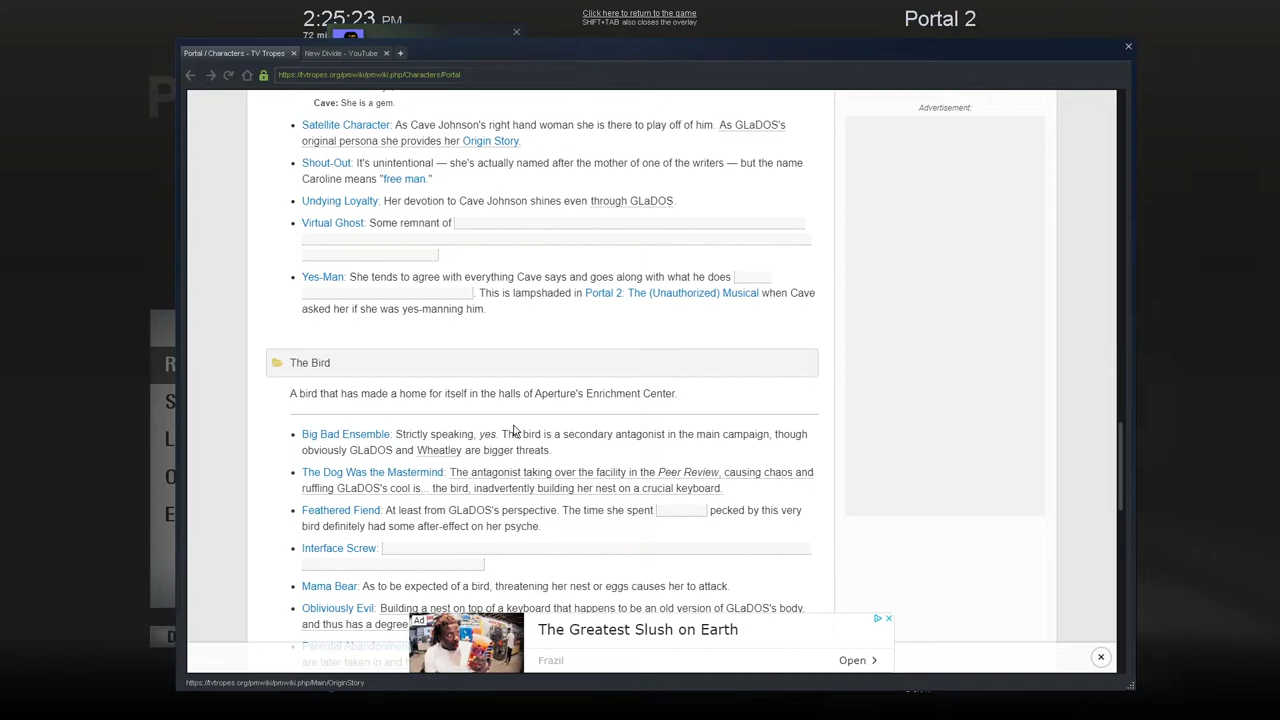 2:25:23 PM
72 mi
Click here to return to the game
SHIFT+TAB also closes the overlay
Portal 2
Portal / Characters - TV Tropes
New Divide - YouTube
https://tvtropes.org/pmwiki/pmwiki.php/Characters/Portal
Cave: She is a gem.
Advertisement:
• Satellite Character: As Cave Johnson's right hand woman she is there to play off of him. As GLaDOS's
original persona she provides her Origin Story.
• Shout-Out: It's unintentional — she's actually named after the mother of one of the writers — but the name
Caroline means "free man."
• Undying Loyalty: Her devotion to Cave Johnson shines even through GLaDOS.
• Virtual Ghost: Some remnant of
• Yes-Man: She tends to agree with everything Cave says and goes along with what he does
. This is lampshaded in Portal 2: The (Unauthorized) Musical when Cave
asked her if she was yes-manning him.
The Bird
A bird that has made a home for itself in the halls of Aperture's Enrichment Center.
• Big Bad Ensemble: Strictly speaking, yes. The bird is a secondary antagonist in the main campaign, though
obviously GLaDOS and Wheatley are bigger threats.
• The Dog Was the Mastermind: The antagonist taking over the facility in the Peer Review, causing chaos and
ruffling GLaDOS's cool is... the bird, inadvertently building her nest on a crucial keyboard.
• Feathered Fiend: At least from GLaDOS's perspective. The time she spent pecked by this very
bird definitely had some after-effect on her psyche.
• Interface Screw:
• Mama Bear: As to be expected of a bird, threatening her nest or eggs causes her to attack.
• Obliviously Evil: Building a nest on top of a keyboard that happens to be an old version of GLaDOS's body,
and thus has a degree
Parental Abandonment
are later taken in and
Ad
The Greatest Slush on Earth
Frazil
Open
https://tvtropes.org/pmwiki/pmwiki.php/Main/OriginStory